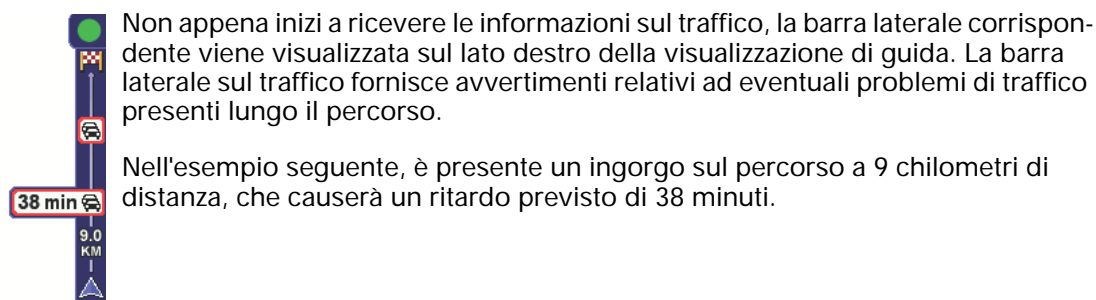 Non appena inizi a ricevere le informazioni sul traffico, la barra laterale corrispon-
dente viene visualizzata sul lato destro della visualizzazione di guida. La barra
laterale sul traffico fornisce avvertimenti relativi ad eventuali problemi di traffico
presenti lungo il percorso.
Nell'esempio seguente, è presente un ingorgo sul percorso a 9 chilometri di
distanza, che causerà un ritardo previsto di 38 minuti.
38 min
9.0
KM